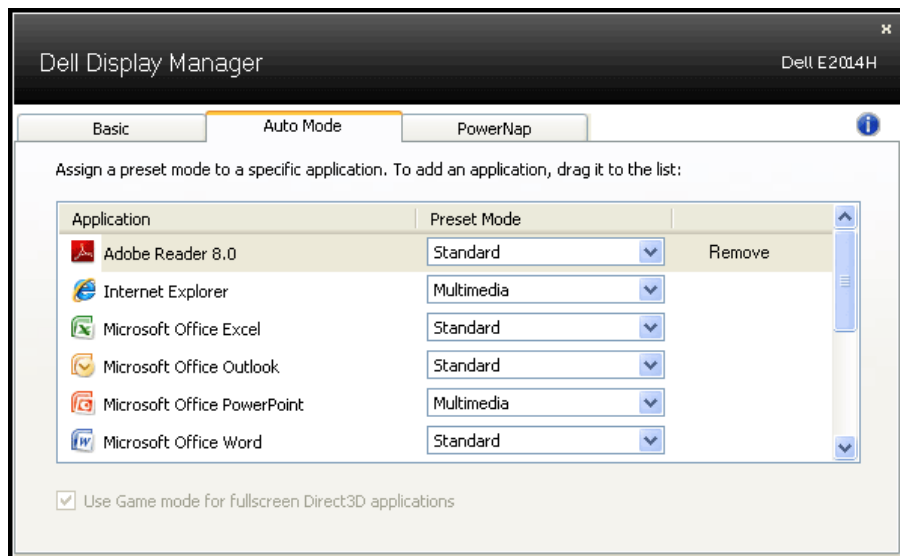 x
Dell Display Manager Dell E2014H
Basic Auto Mode PowerNap
Assign a preset mode to a specific application. To add an application, drag it to the list:
Application Preset Mode
Adobe Reader 8.0 Standard Remove
Internet Explorer Multimedia
Microsoft Office Excel Standard
Microsoft Office Outlook Standard
Microsoft Office PowerPoint Multimedia
Microsoft Office Word Standard
Use Game mode for fullscreen Direct3D applications